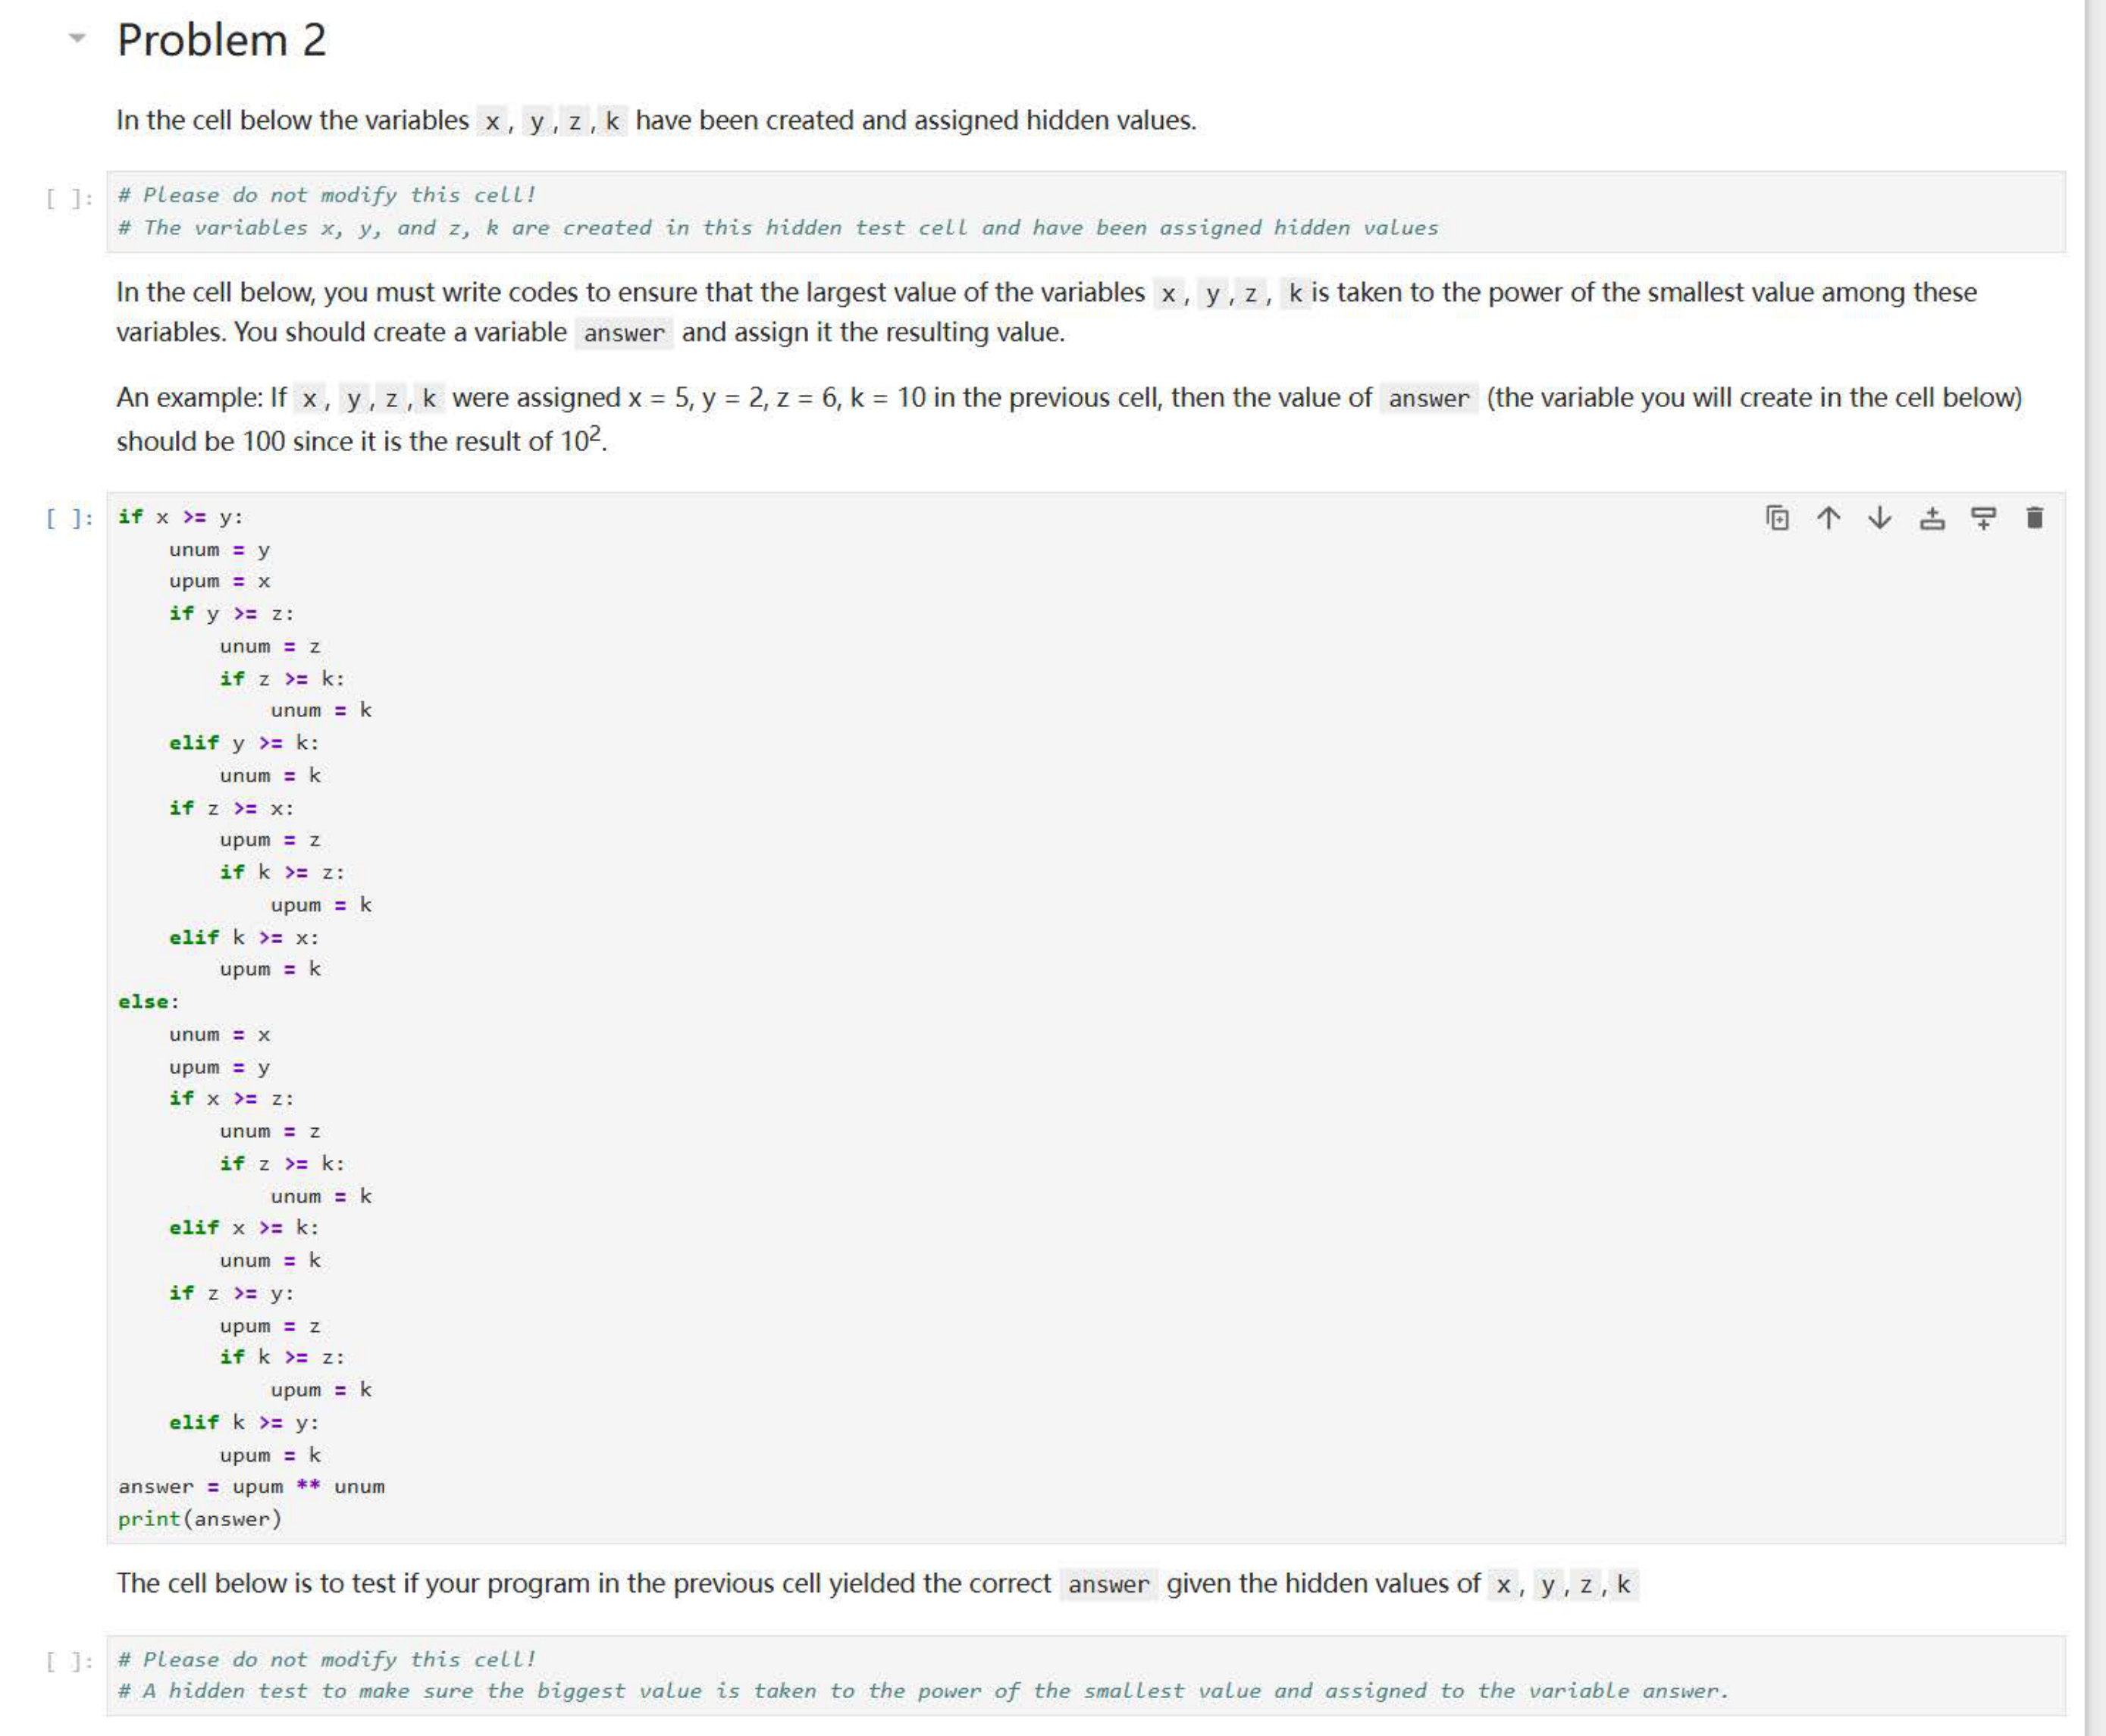 Problem 2
In the cell below the variables x, y, z, k have been created and assigned hidden values.
[ ]: # Please do not modify this cell!
# The variables x, y, and z, k are created in this hidden test cell and have been assigned hidden values
In the cell below, you must write codes to ensure that the largest value of the variables x, y, z, k is taken to the power of the smallest value among these
variables. You should create a variable answer and assign it the resulting value.
An example: If x, y, z, k were assigned x = 5, y = 2, z = 6, k = 10 in the previous cell, then the value of answer (the variable you will create in the cell below)
should be 100 since it is the result of 10².
[ ]: if x >= y:
    unum = y
    upum = x
    if y >= z:
        unum = z
        if z >= k:
            unum = k
    elif y >= k:
        unum = k
    if z >= x:
        upum = z
        if k >= z:
            upum = k
    elif k >= x:
        upum = k
else:
    unum = x
    upum = y
    if x >= z:
        unum = z
        if z >= k:
            unum = k
    elif x >= k:
        unum = k
    if z >= y:
        upum = z
        if k >= z:
            upum = k
    elif k >= y:
        upum = k
answer = upum ** unum
print(answer)
The cell below is to test if your program in the previous cell yielded the correct answer given the hidden values of x, y, z, k
[ ]: # Please do not modify this cell!
# A hidden test to make sure the biggest value is taken to the power of the smallest value and assigned to the variable answer.